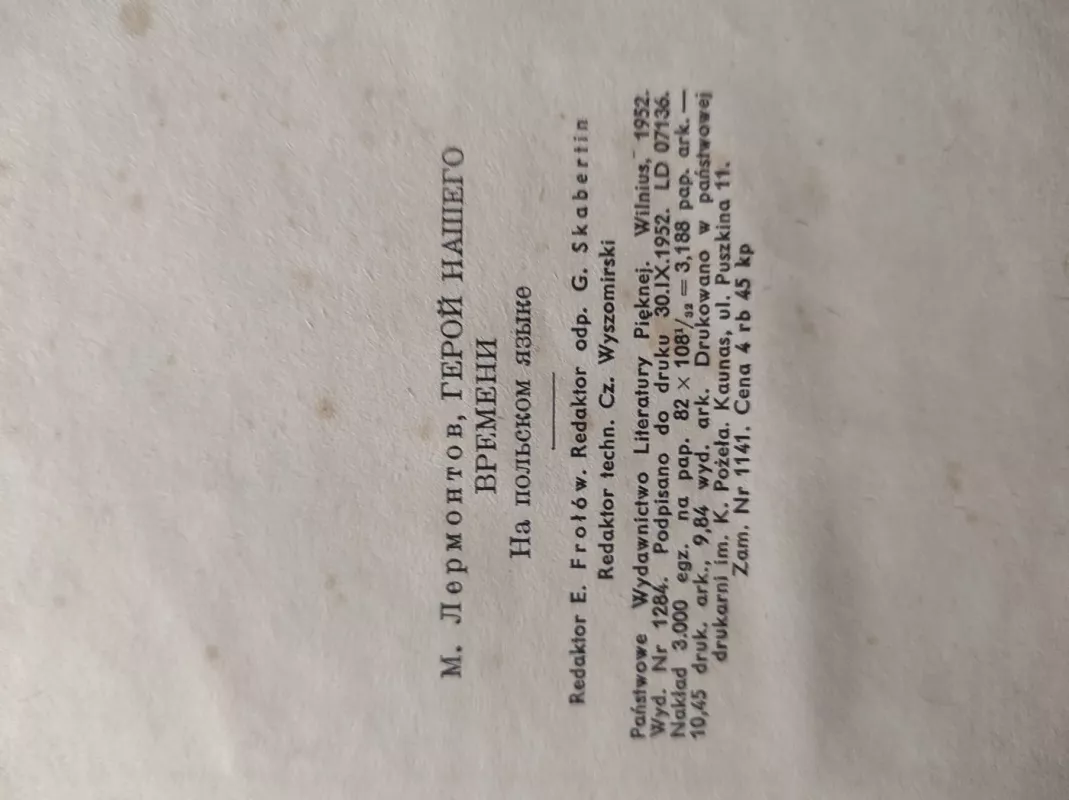 М. Лермонтов, ГЕРОЙ НАШЕГО
ВРЕМЕНИ
На польском языке
Redaktor E. Frołów. Redaktor odp. G. Skabertin
Redaktor techn. Cz. Wyszomirski
Państwowe Wydawnictwo Literatury Pięknej. Wilnius, 1952.
Wyd. Nr 1284. Podpisano do druku 30.IX.1952. LD 07136.
Nakład 3.000 egz. na pap. 82 × 108¹/₃₂ = 3,188 pap. ark. —
10,45 druk. ark., 9,84 wyd. ark. Drukowano w państwowej
drukarni im. K. Pożeła. Kaunas, ul. Puszkina 11.
Zam. Nr 1141. Cena 4 rb 45 kp